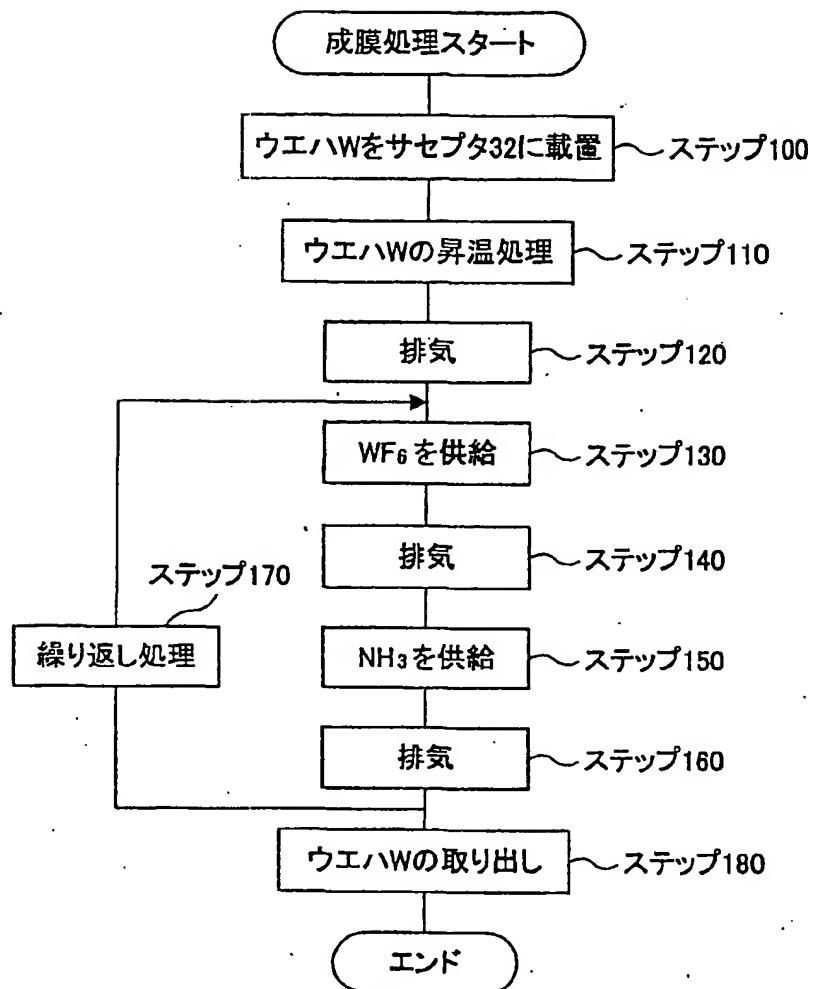 成膜処理スタート
ウエハWをサセプタ32に載置
ステップ100
ウエハWの昇温処理
ステップ110
排気
ステップ120
WF6を供給
ステップ130
排気
ステップ140
ステップ170
繰り返し処理
NH3を供給
ステップ150
排気
ステップ160
ウエハWの取り出し
ステップ180
エンド